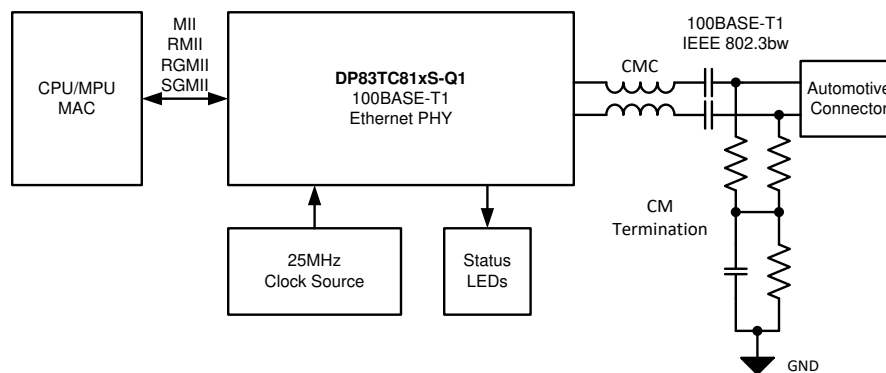 MII
RMII
RGMII
SGMII
CPU/MPU
MAC
DP83TC81xS-Q1
100BASE-T1
Ethernet PHY
CMC
100BASE-T1
IEEE 802.3bw
Automotive
Connector
25MHz
Clock Source
Status
LEDs
CM
Termination
GND